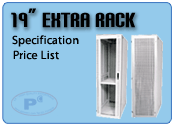 19" EXTRA RACK
Specification
Price List